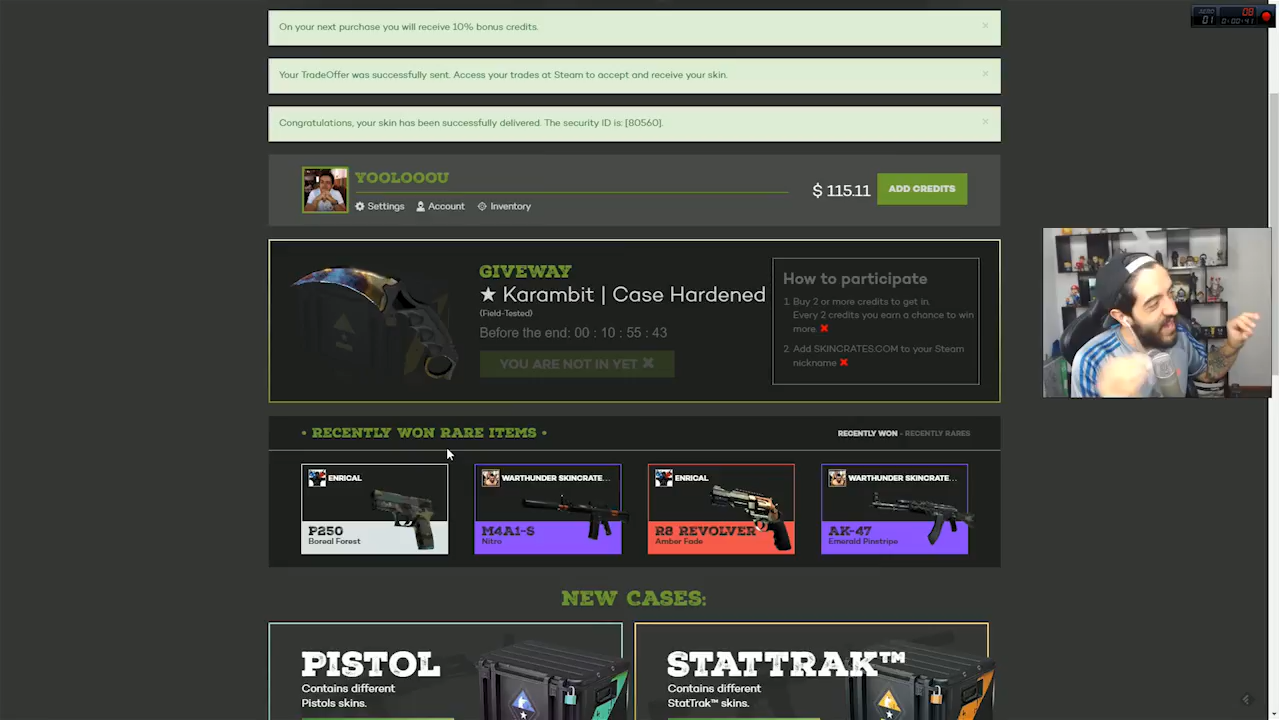 On your next purchase you will receive 10% bonus credits.
Your TradeOffer was successfully sent. Access your trades at Steam to accept and receive your skin.
Congratulations, your skin has been successfully delivered. The security ID is: [80560].
YOOLOOOU
Settings Account Inventory
$ 115.11
ADD CREDITS
GIVEWAY
★ Karambit | Case Hardened
(Field-Tested)
Before the end: 00 : 10 : 55 : 43
YOU ARE NOT IN YET ✖
How to participate
1. Buy 2 or more credits to get in.
Every 2 credits you earn a chance to win
more. ✖
2. Add SKINCRATES.COM to your Steam
nickname ✖
• RECENTLY WON RARE ITEMS •
RECENTLY WON - RECENTLY RARES
ENRICAL
P250
Boreal Forest
WARTHUNDER SKINCRATE...
M4A1-S
Nitro
ENRICAL
R8 REVOLVER
Amber Fade
WARTHUNDER SKINCRATE...
AK-47
Emerald Pinstripe
NEW CASES:
PISTOL
Contains different
Pistols skins.
STATTRAK™
Contains different
StatTrak™ skins.
AERO
01
08
0:00:41